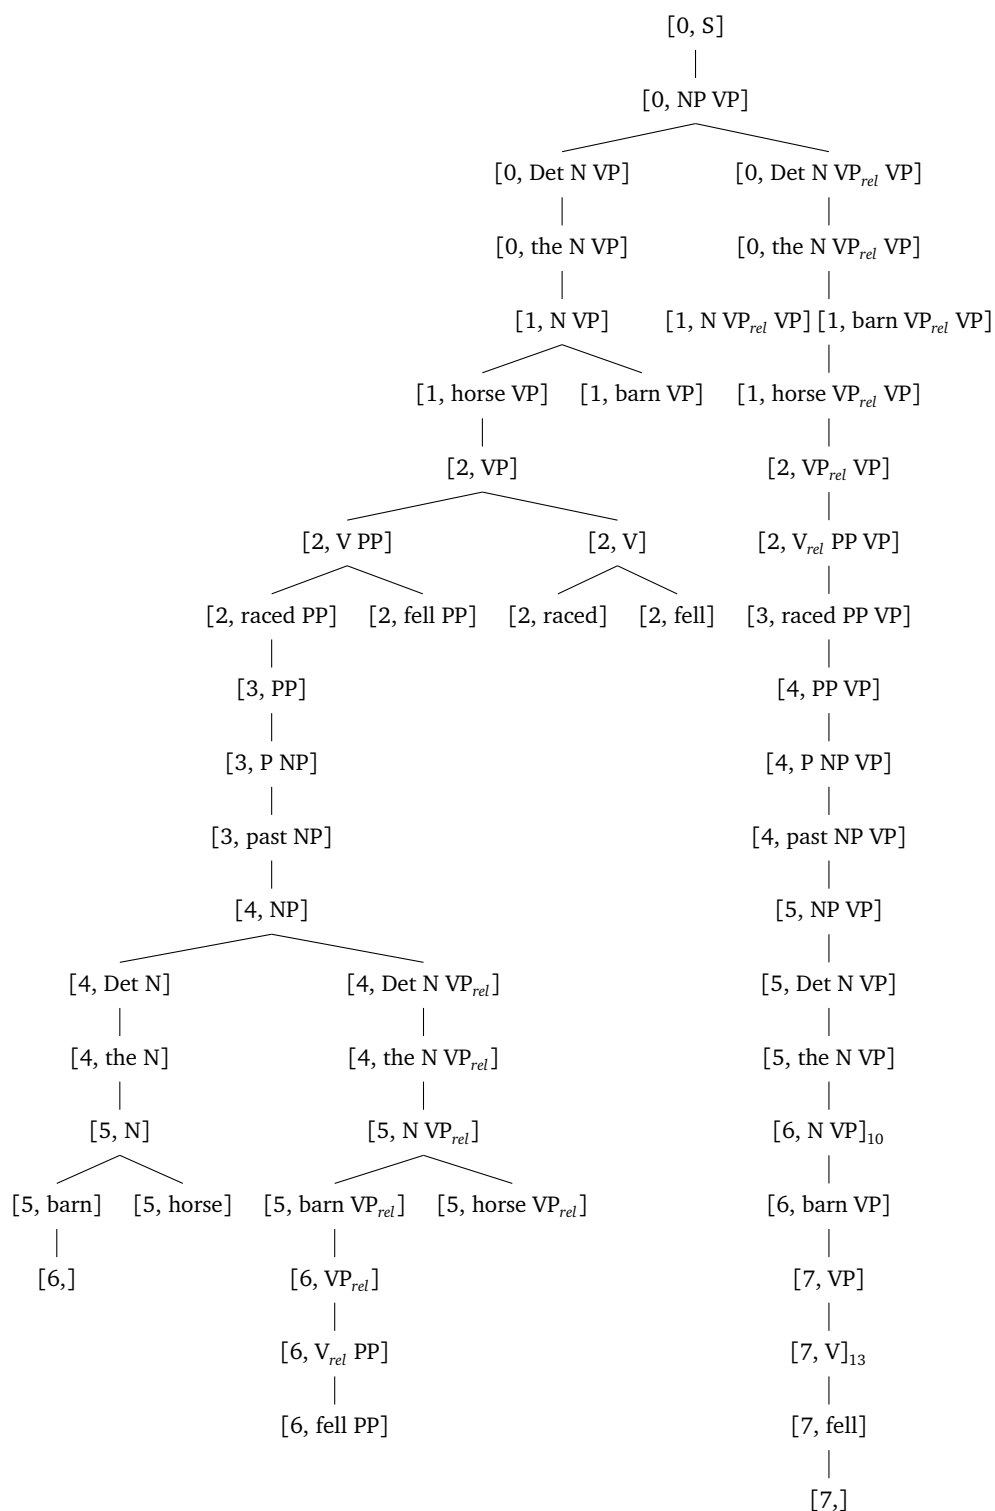 [0, S]
[0, NP VP]
[0, Det N VP] [0, Det N VP_rel VP]
[0, the N VP] [0, the N VP_rel VP]
[1, N VP] [1, N VP_rel VP] [1, barn VP_rel VP]
[1, horse VP] [1, barn VP] [1, horse VP_rel VP]
[2, VP] [2, VP_rel VP]
[2, V PP] [2, V] [2, V_rel PP VP]
[2, raced PP] [2, fell PP] [2, raced] [2, fell] [3, raced PP VP]
[3, PP] [4, PP VP]
[3, P NP] [4, P NP VP]
[3, past NP] [4, past NP VP]
[4, NP] [5, NP VP]
[4, Det N] [4, Det N VP_rel] [5, Det N VP]
[4, the N] [4, the N VP_rel] [5, the N VP]
[5, N] [5, N VP_rel] [6, N VP]_10
[5, barn] [5, horse] [5, barn VP_rel] [5, horse VP_rel] [6, barn VP]
[6,] [6, VP_rel] [7, VP]
[6, V_rel PP] [7, V]_13
[6, fell PP] [7, fell]
[7,]